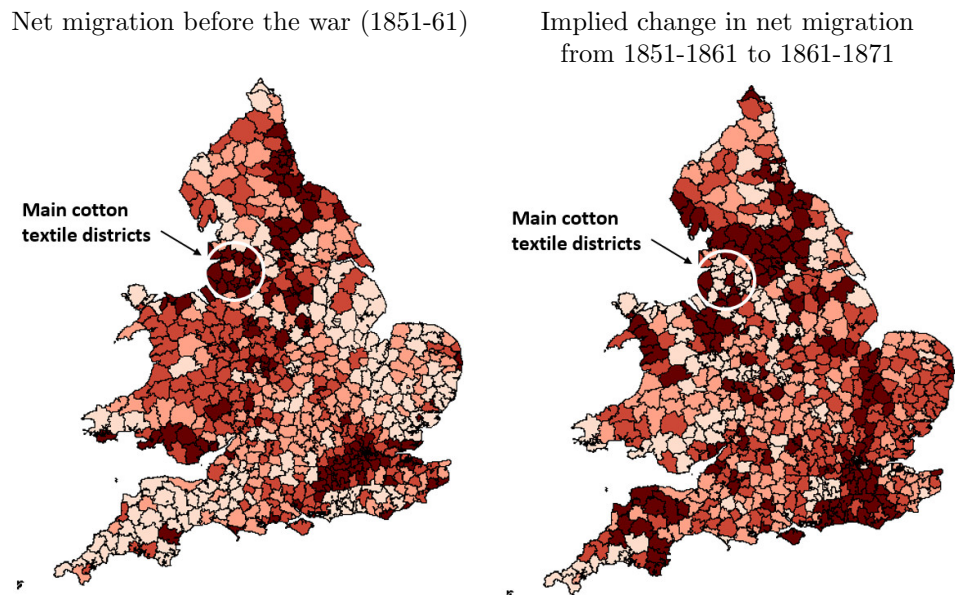 Net migration before the war (1851-61)
Implied change in net migration
from 1851-1861 to 1861-1871
Main cotton
textile districts
Main cotton
textile districts